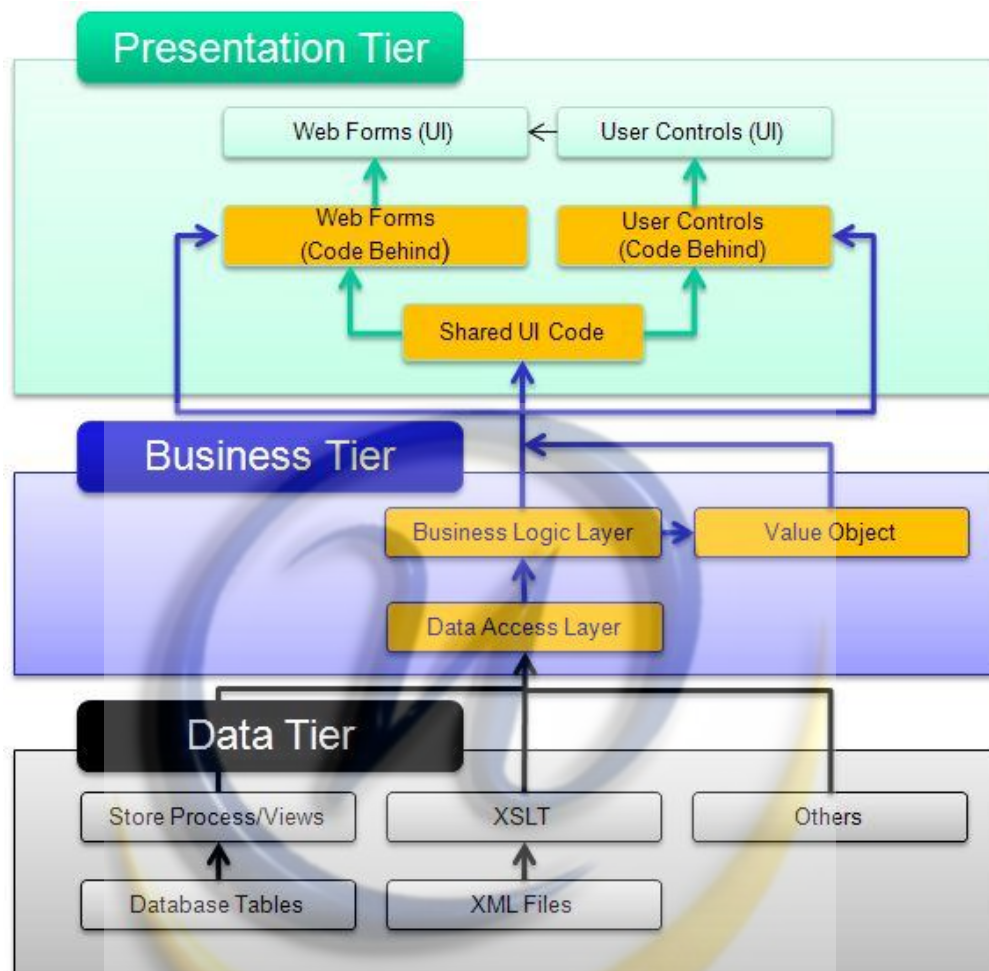 Presentation Tier
Web Forms (UI)
User Controls (UI)
Web Forms
(Code Behind)
User Controls
(Code Behind)
Shared UI Code
Business Tier
Business Logic Layer
Value Object
Data Access Layer
Data Tier
Store Process/Views
XSLT
Others
Database Tables
XML Files